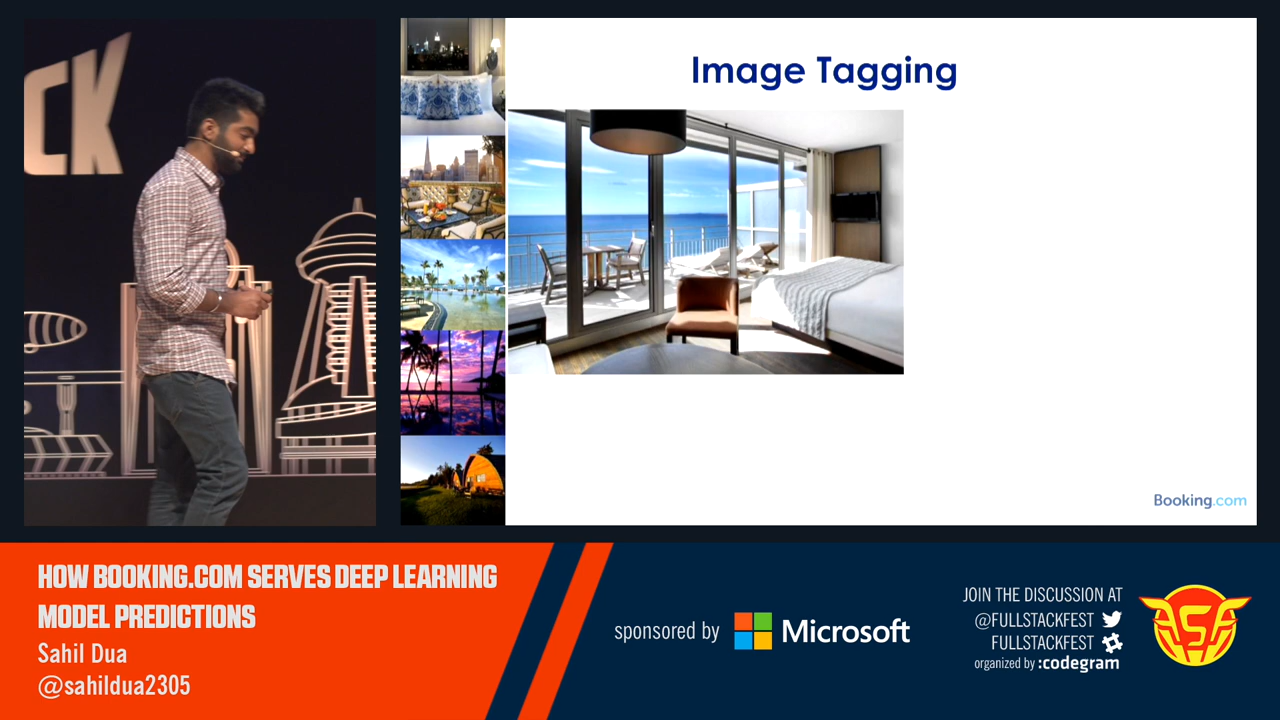 CK
Image Tagging
Booking.com
HOW BOOKING.COM SERVES DEEP LEARNING
MODEL PREDICTIONS
Sahil Dua
@sahildua2305
sponsored by Microsoft
JOIN THE DISCUSSION AT
@FULLSTACKFEST
FULLSTACKFEST
organized by :codegram
FSF